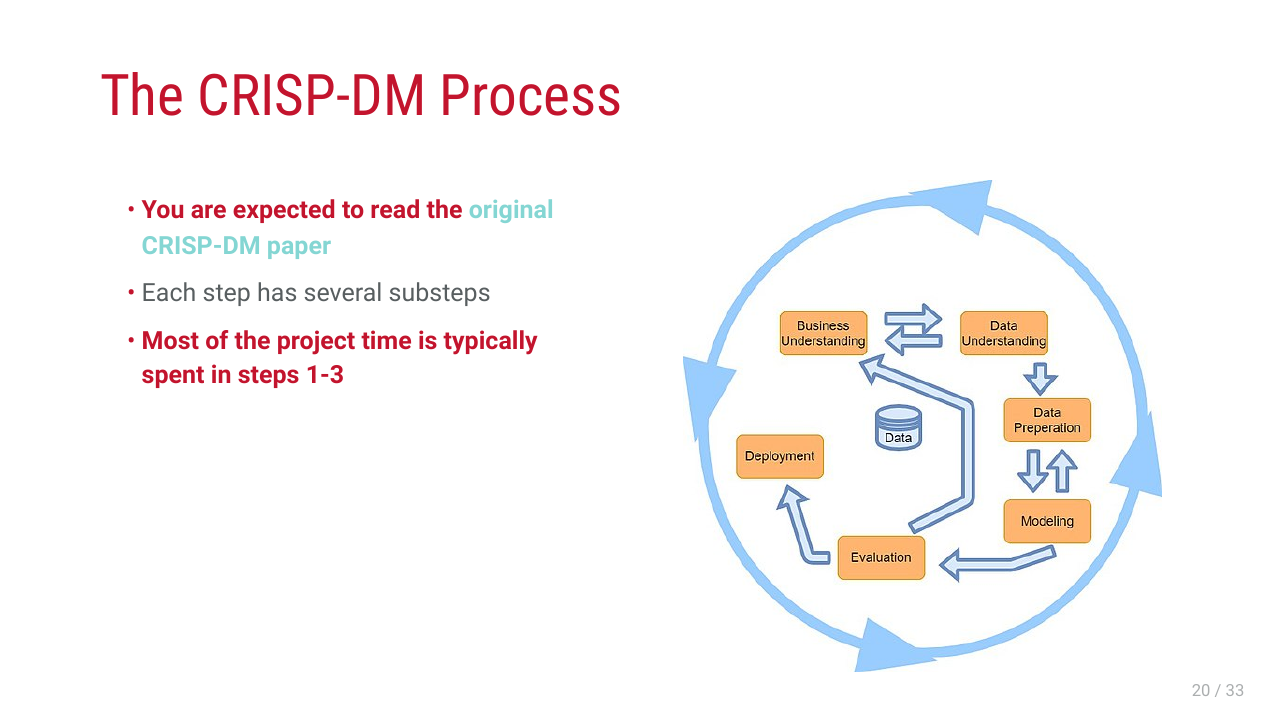 The CRISP-DM Process
• You are expected to read the original
CRISP-DM paper
• Each step has several substeps
• Most of the project time is typically
spent in steps 1-3
Business
Understanding
Data
Understanding
Data
Preperation
Data
Deployment
Modeling
Evaluation
20 / 33